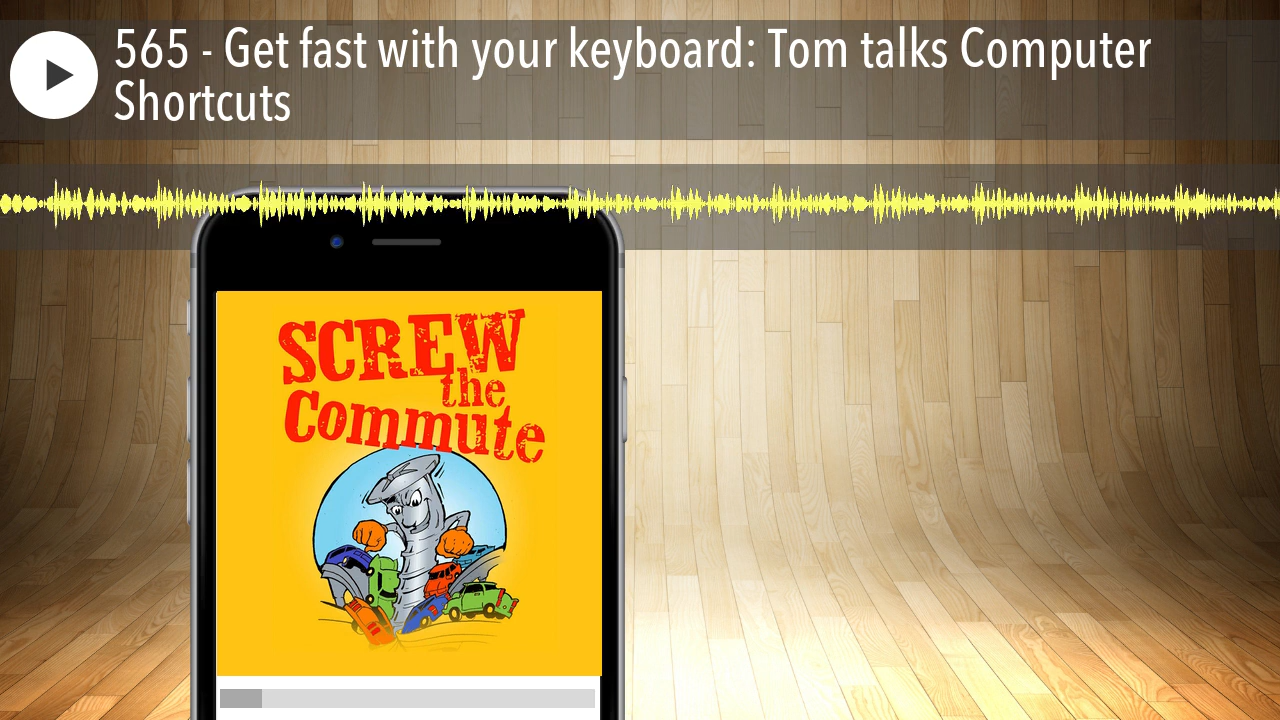 565 - Get fast with your keyboard: Tom talks Computer
Shortcuts
SCREW
the
Commute